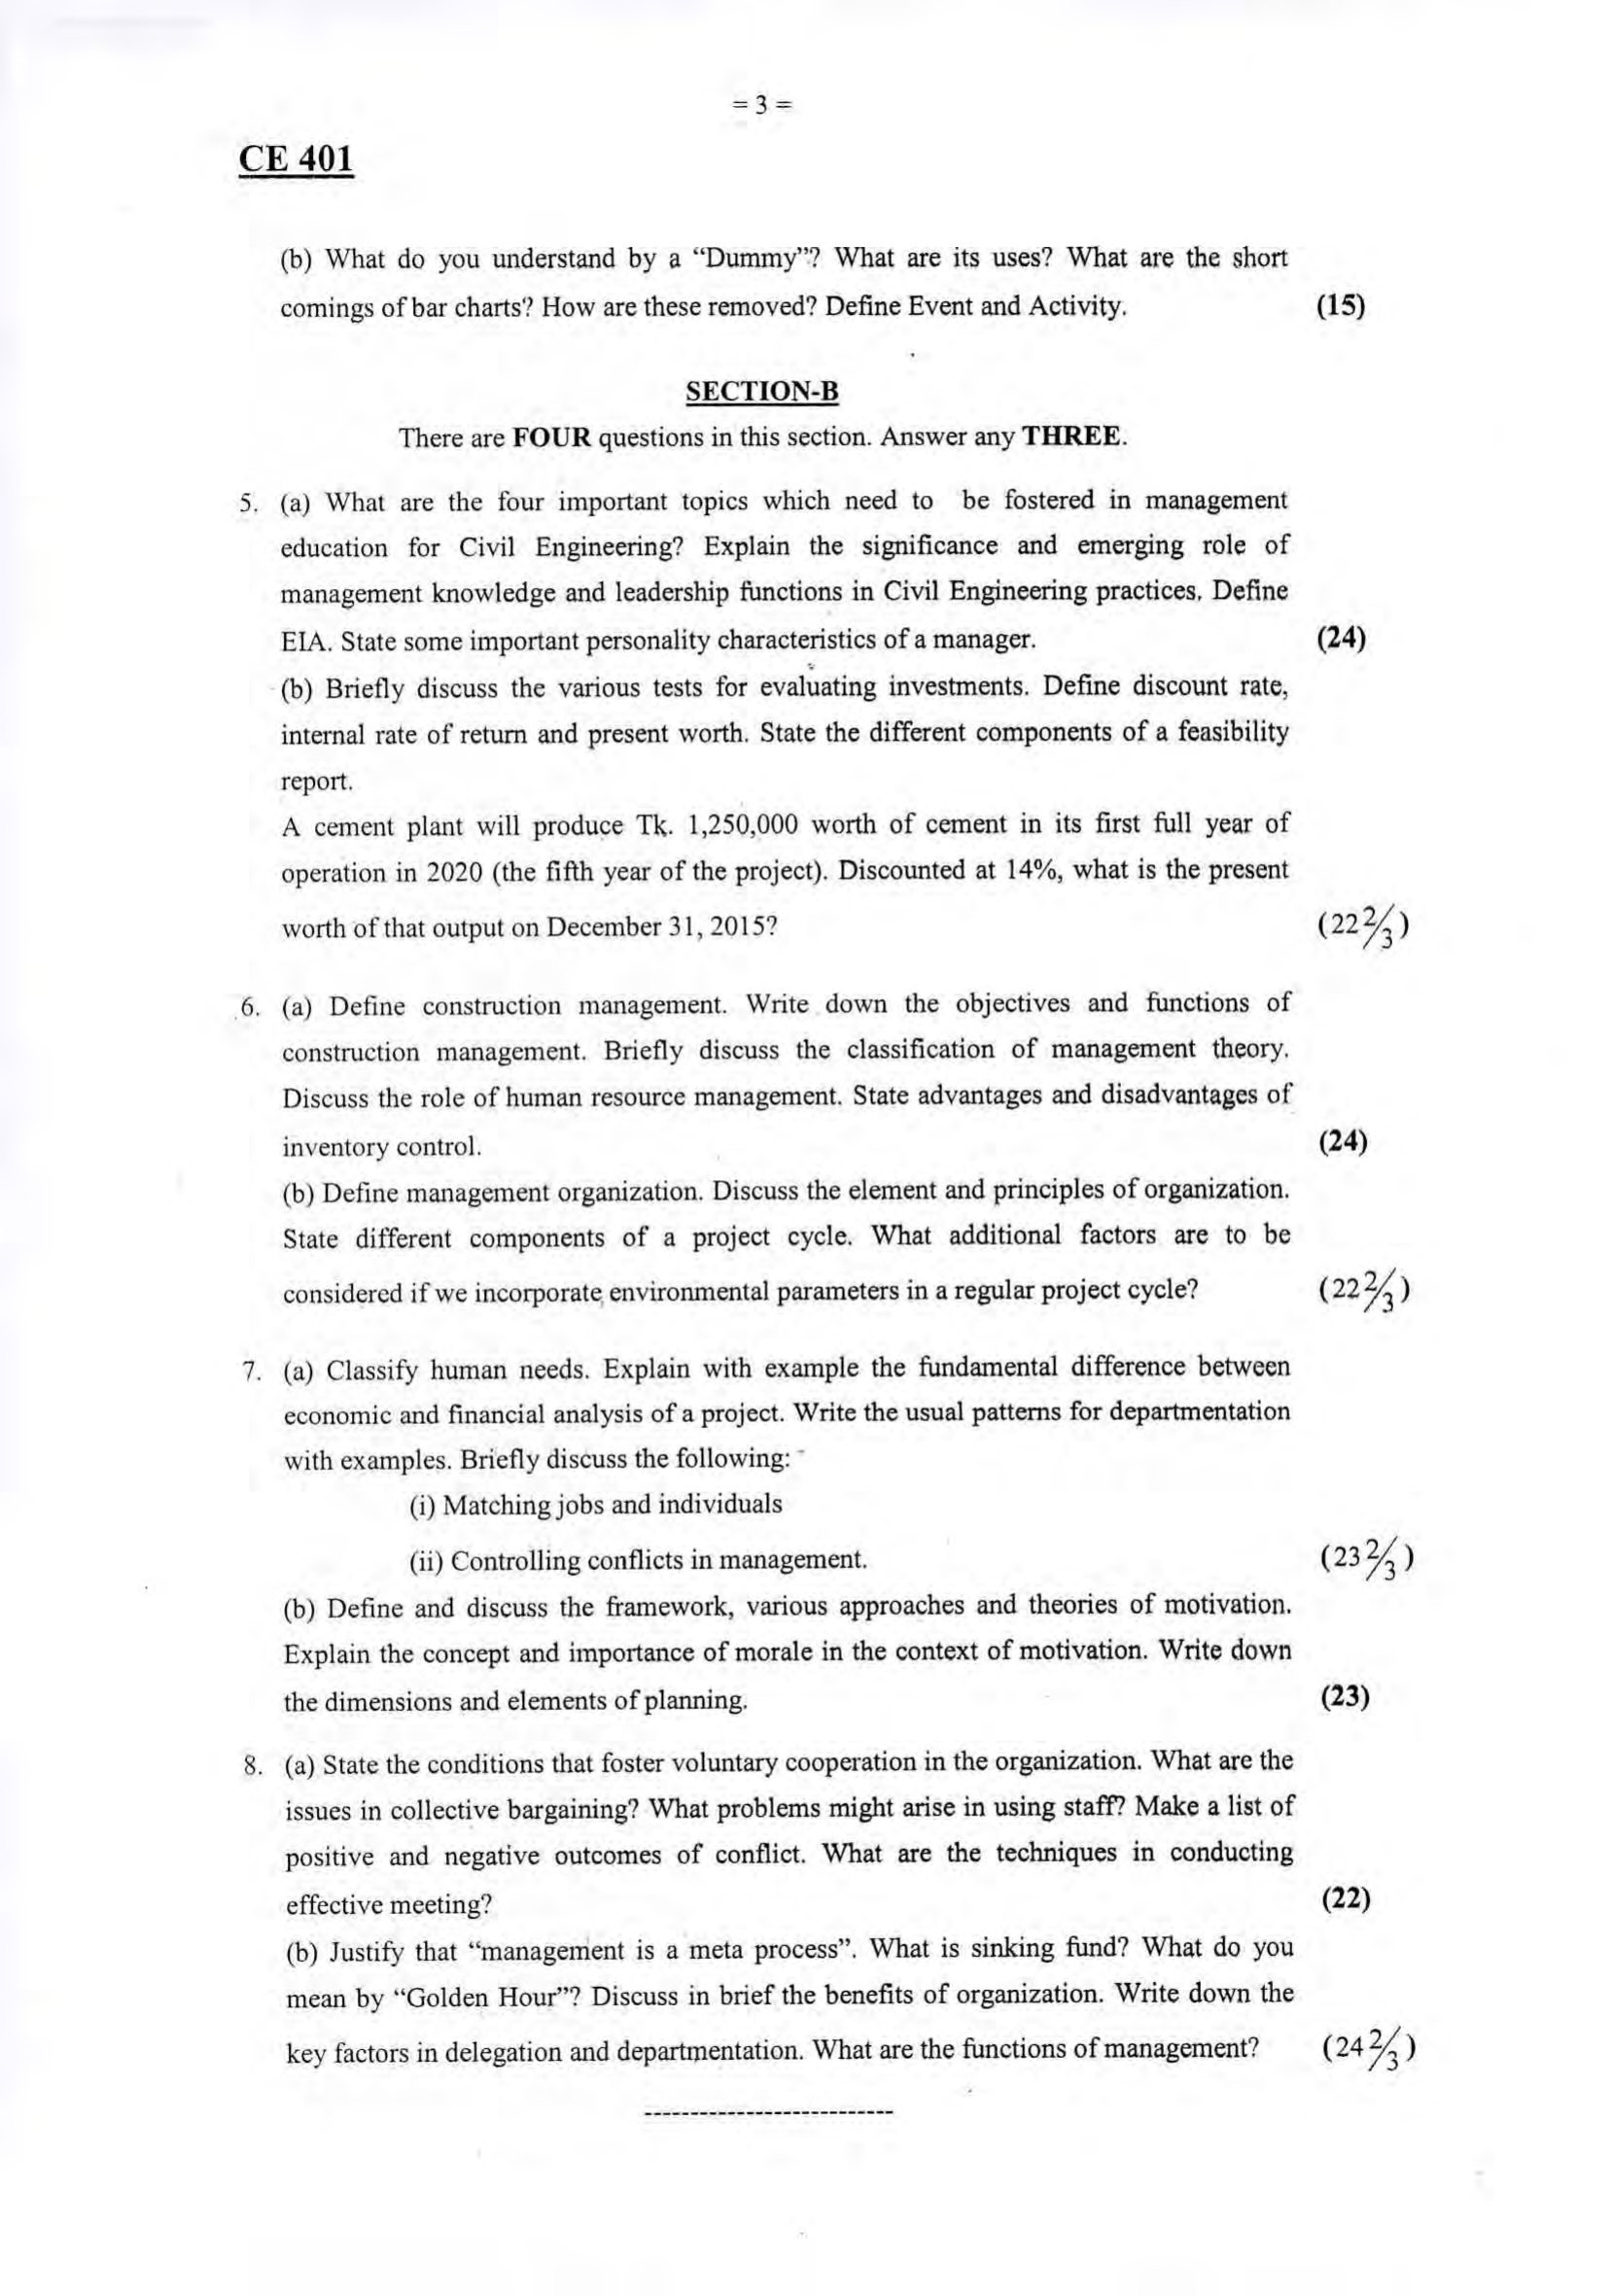 = 3 =
CE 401
(b) What do you understand by a “Dummy”? What are its uses? What are the short
comings of bar charts? How are these removed? Define Event and Activity. (15)
SECTION-B
There are FOUR questions in this section. Answer any THREE.
5. (a) What are the four important topics which need to be fostered in management
education for Civil Engineering? Explain the significance and emerging role of
management knowledge and leadership functions in Civil Engineering practices. Define
EIA. State some important personality characteristics of a manager. (24)
(b) Briefly discuss the various tests for evaluating investments. Define discount rate,
internal rate of return and present worth. State the different components of a feasibility
report.
A cement plant will produce Tk. 1,250,000 worth of cement in its first full year of
operation in 2020 (the fifth year of the project). Discounted at 14%, what is the present
worth of that output on December 31, 2015? (22 2/3)
6. (a) Define construction management. Write down the objectives and functions of
construction management. Briefly discuss the classification of management theory.
Discuss the role of human resource management. State advantages and disadvantages of
inventory control. (24)
(b) Define management organization. Discuss the element and principles of organization.
State different components of a project cycle. What additional factors are to be
considered if we incorporate environmental parameters in a regular project cycle? (22 2/3)
7. (a) Classify human needs. Explain with example the fundamental difference between
economic and financial analysis of a project. Write the usual patterns for departmentation
with examples. Briefly discuss the following:
(i) Matching jobs and individuals
(ii) Controlling conflicts in management. (23 2/3)
(b) Define and discuss the framework, various approaches and theories of motivation.
Explain the concept and importance of morale in the context of motivation. Write down
the dimensions and elements of planning. (23)
8. (a) State the conditions that foster voluntary cooperation in the organization. What are the
issues in collective bargaining? What problems might arise in using staff? Make a list of
positive and negative outcomes of conflict. What are the techniques in conducting
effective meeting? (22)
(b) Justify that “management is a meta process”. What is sinking fund? What do you
mean by “Golden Hour”? Discuss in brief the benefits of organization. Write down the
key factors in delegation and departmentation. What are the functions of management? (24 2/3)
---------------------------